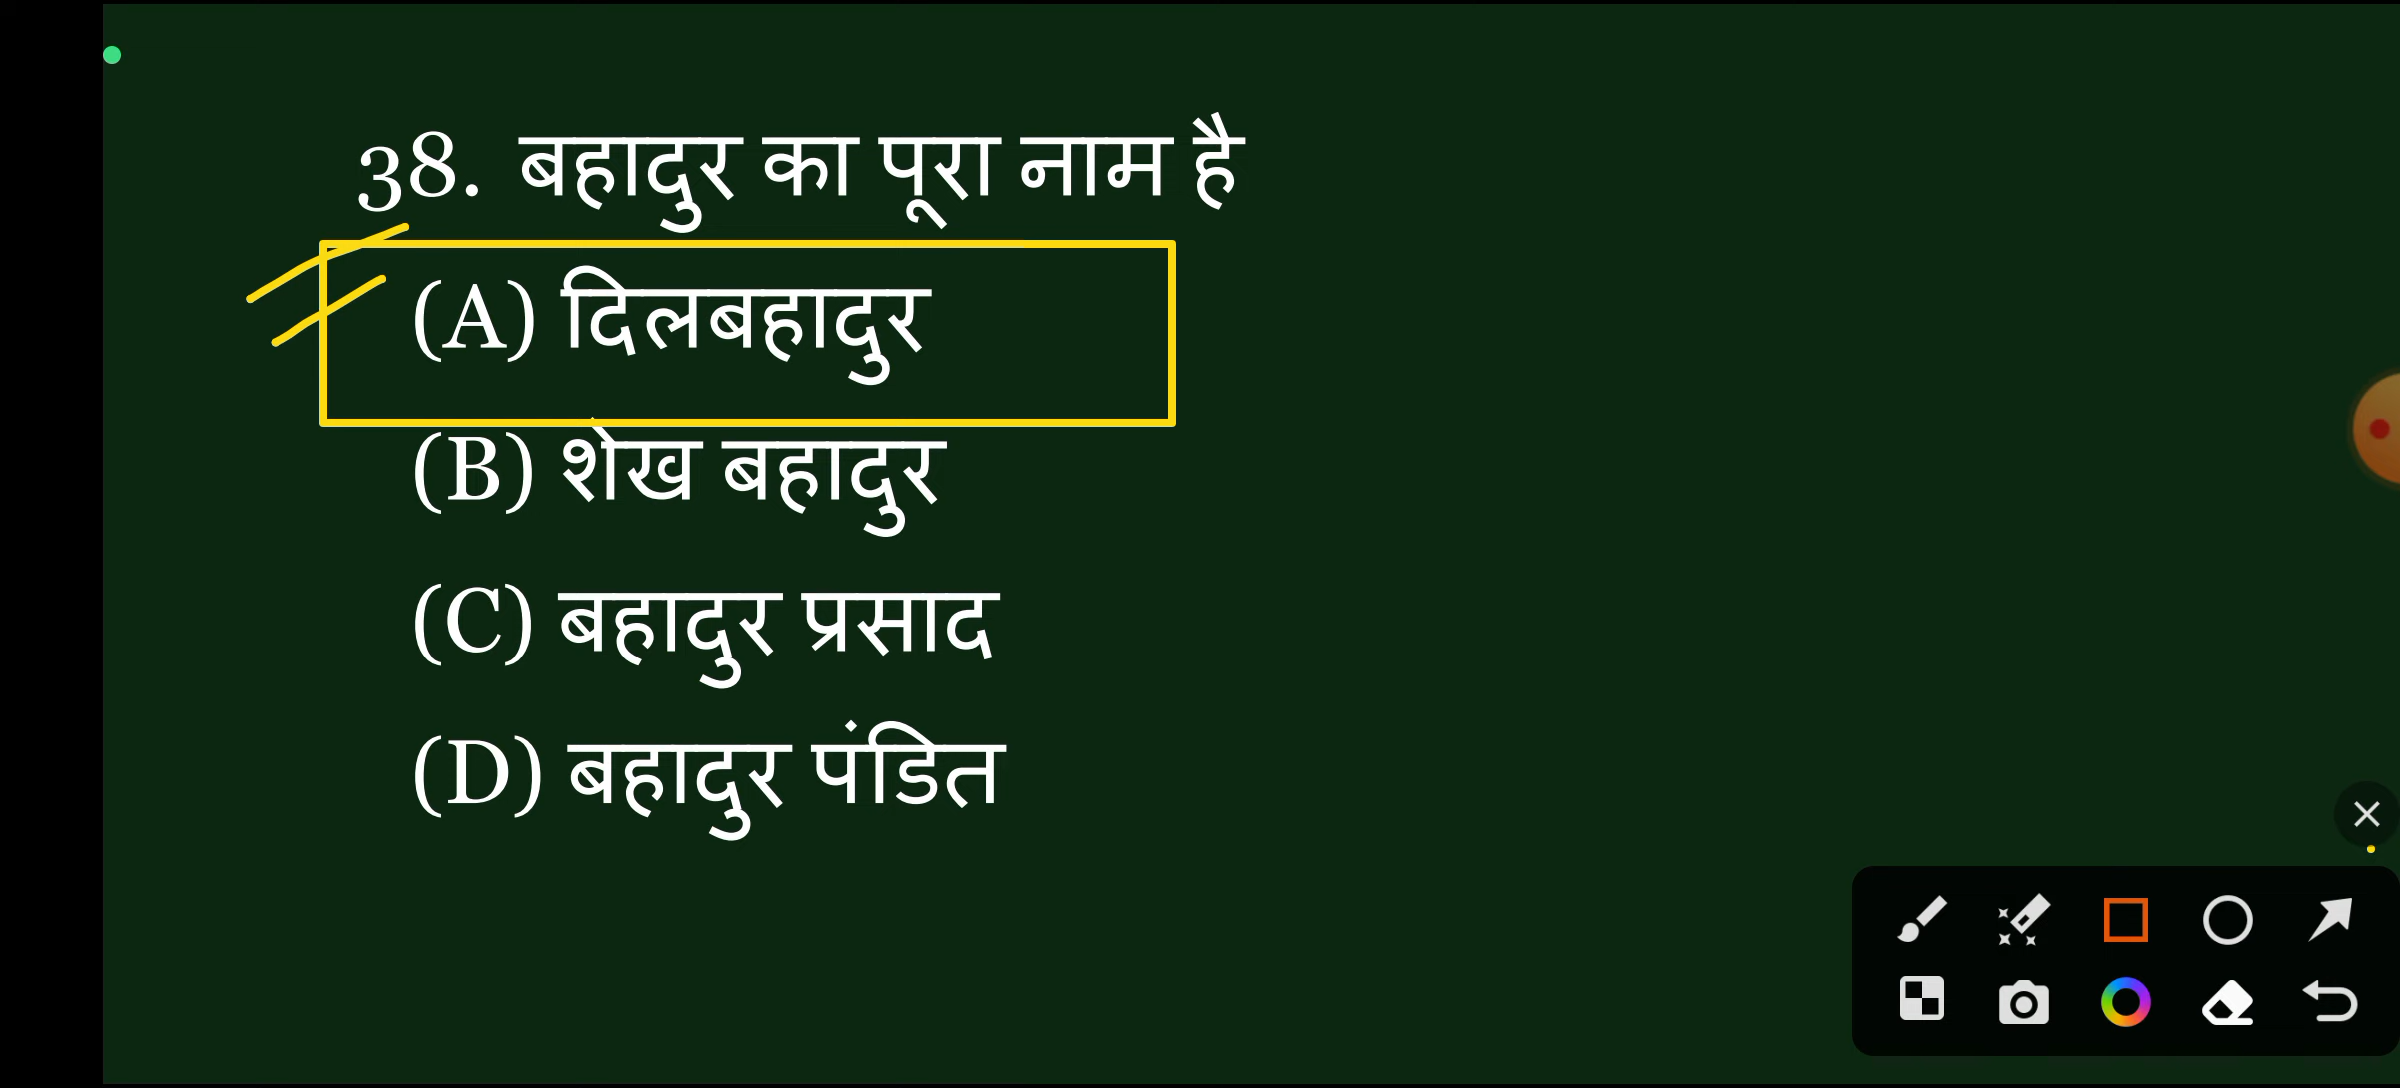 38. बहादुर का पूरा नाम है
(A) दिलबहादुर
(B) शेख बहादुर
(C) बहादुर प्रसाद
(D) बहादुर पंडित